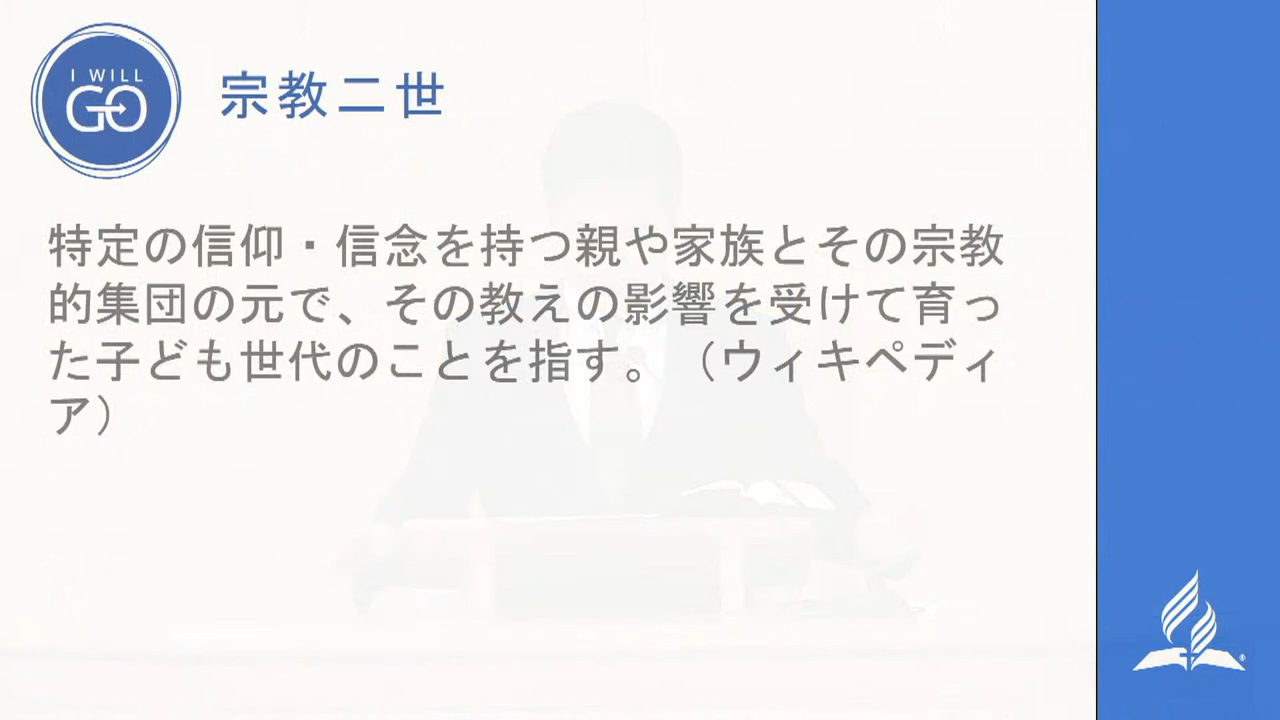 I WILL
GO
宗教二世
特定の信仰・信念を持つ親や家族とその宗教
的集団の元で、その教えの影響を受けて育っ
た子ども世代のことを指す。（ウィキペディ
ア）
®